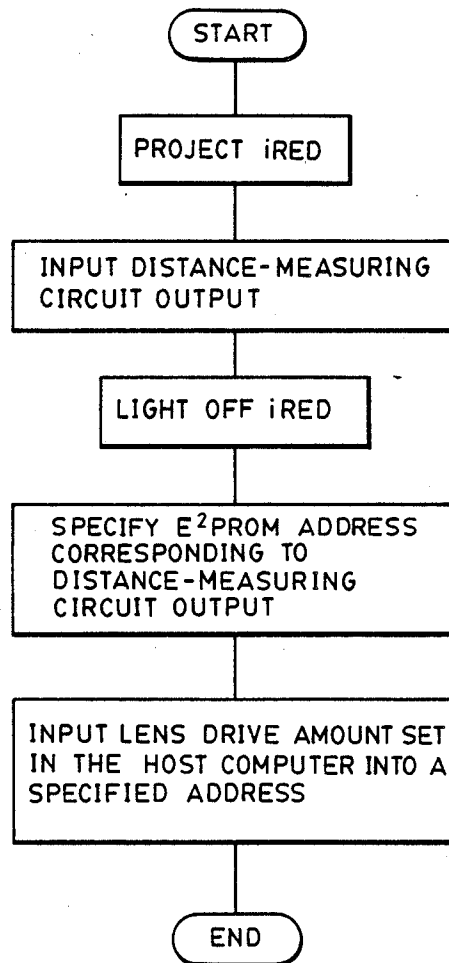 START
PROJECT iRED
INPUT DISTANCE-MEASURING
CIRCUIT OUTPUT
LIGHT OFF iRED
SPECIFY E²PROM ADDRESS
CORRESPONDING TO
DISTANCE-MEASURING
CIRCUIT OUTPUT
INPUT LENS DRIVE AMOUNT SET
IN THE HOST COMPUTER INTO A
SPECIFIED ADDRESS
END